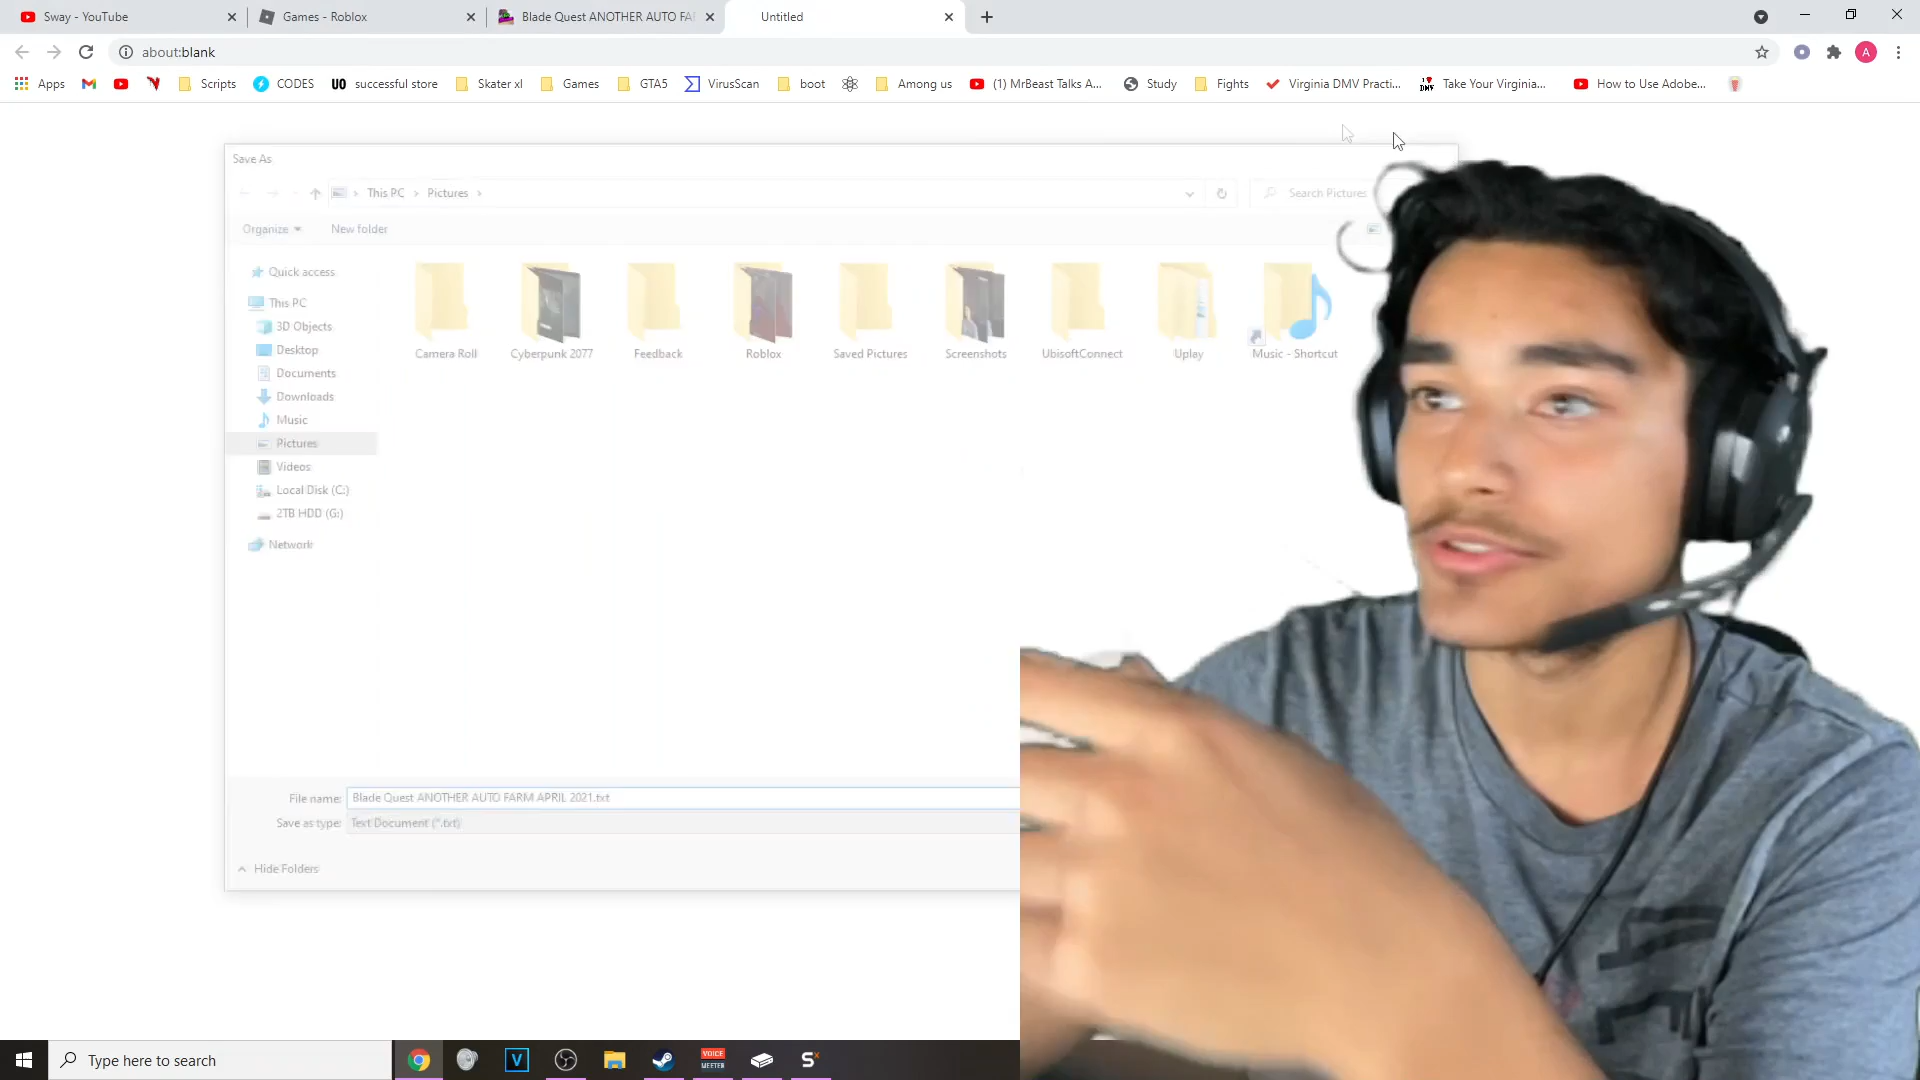 Sway - YouTube
Games - Roblox
Blade Quest ANOTHER AUTO FA
Untitled
about:blank
A
Apps
Scripts
CODES
UO successful store
Skater xl
Games
GTA5
VirusScan
boot
Among us
(1) MrBeast Talks A...
Study
Fights
Virginia DMV Practi...
DMV
Take Your Virginia...
How to Use Adobe...
Save As
This PC
Pictures
Search Pictures
Organize
New folder
Quick access
This PC
3D Objects
Desktop
Documents
Downloads
Music
Pictures
Videos
Local Disk (C:)
2TB HDD (G:)
Network
Camera Roll
Cyberpunk 2077
Feedback
Roblox
Saved Pictures
Screenshots
UbisoftConnect
Uplay
Music - Shortcut
File name: Blade Quest ANOTHER AUTO FARM APRIL 2021.txt
Save as type: Text Document (*.txt)
Hide Folders
Type here to search
V
VOICE
MEETER
S